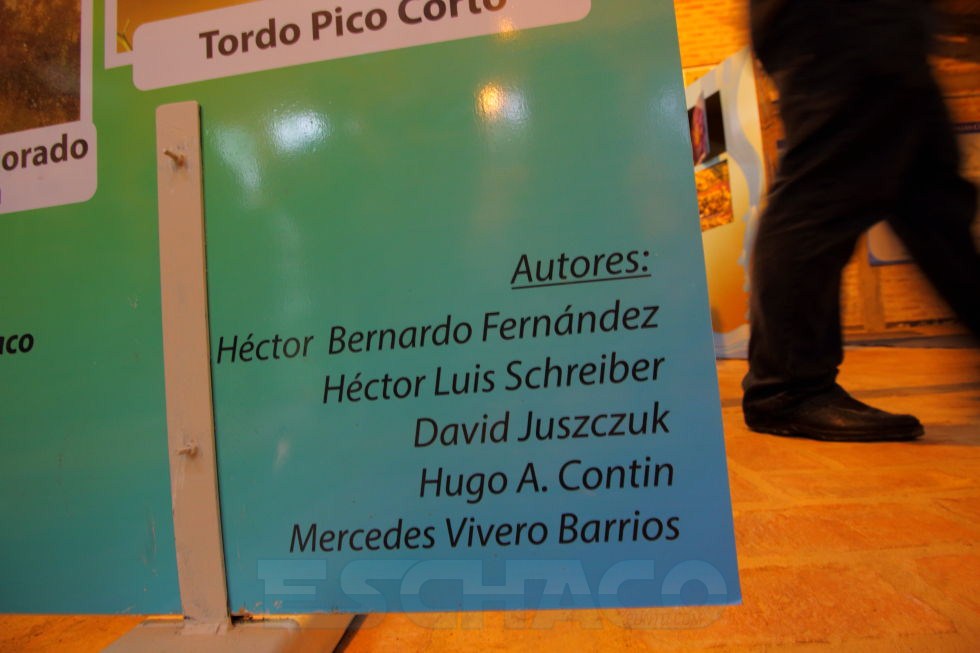 Tordo Pico Corto
orado
Autores:
Héctor Bernardo Fernández
Héctor Luis Schreiber
David Juszczuk
Hugo A. Contin
Mercedes Vivero Barrios
aco
ESCHACO